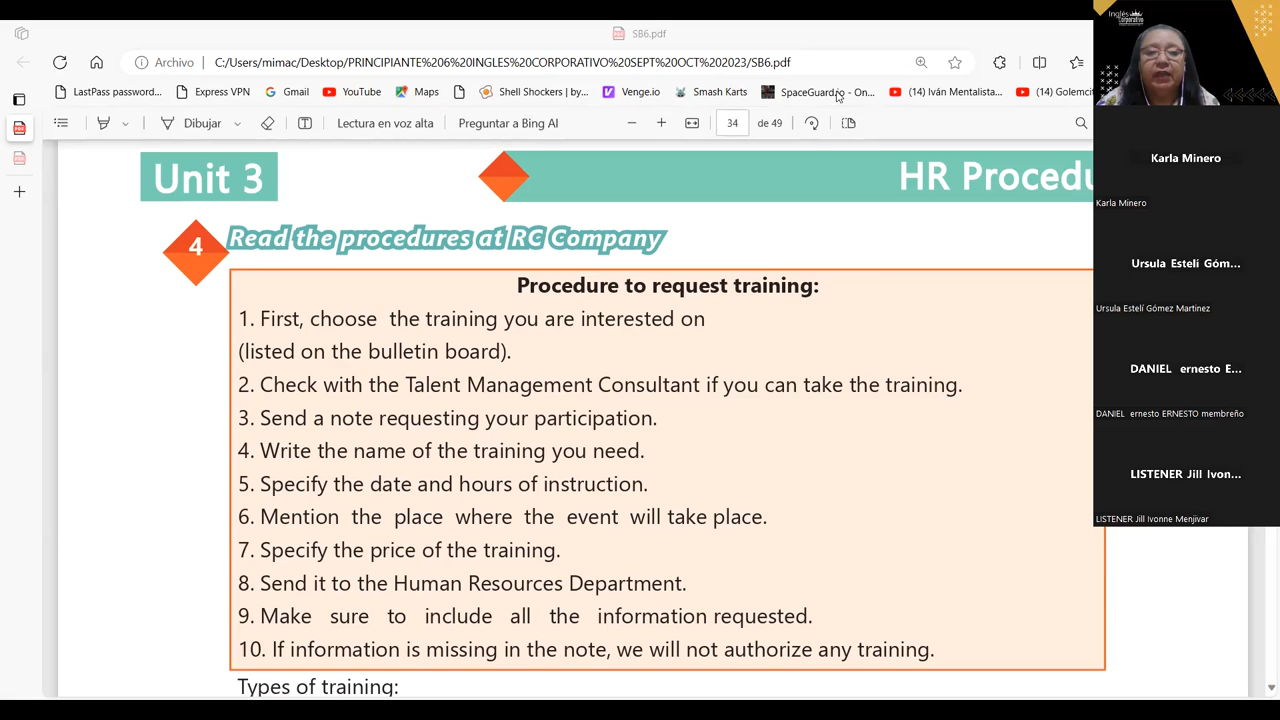 SB6.pdf
Archivo C:/Users/mimac/Desktop/PRINCIPIANTE%206%20INGLES%20CORPORATIVO%20SEPT%20OCT%202023/SB6.pdf
LastPass password... Express VPN Gmail YouTube Maps Shell Shockers | by... Venge.io Smash Karts SpaceGuard.io - On... (14) Iván Mentalista... (14) Golemcit
Dibujar Lectura en voz alta Preguntar a Bing AI 34 de 49
Unit 3 HR Procedu
4 Read the procedures at RC Company
Procedure to request training:
1. First, choose the training you are interested on
(listed on the bulletin board).
2. Check with the Talent Management Consultant if you can take the training.
3. Send a note requesting your participation.
4. Write the name of the training you need.
5. Specify the date and hours of instruction.
6. Mention the place where the event will take place.
7. Specify the price of the training.
8. Send it to the Human Resources Department.
9. Make sure to include all the information requested.
10. If information is missing in the note, we will not authorize any training.
Types of training:
Inglés
Corporativo
Karla Minero
Karla Minero
Ursula Estelí Góm...
Ursula Estelí Gómez Martinez
DANIEL ernesto E...
DANIEL ernesto ERNESTO membreño
LISTENER Jill Ivon...
LISTENER Jill Ivonne Menjivar